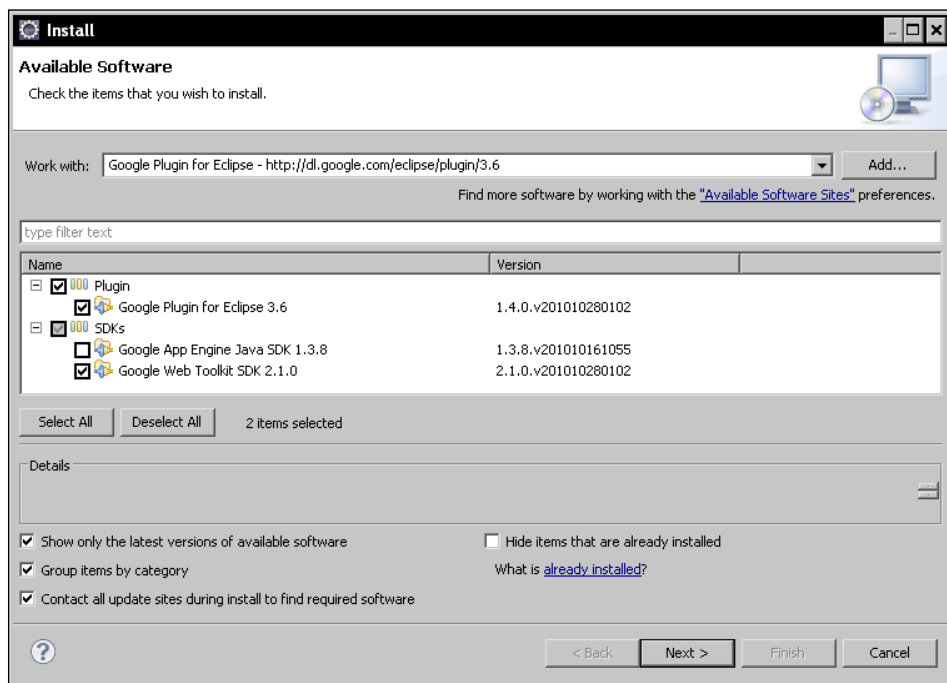 Install
Available Software
Check the items that you wish to install.
Work with: Google Plugin for Eclipse - http://dl.google.com/eclipse/plugin/3.6 Add...
Find more software by working with the "Available Software Sites" preferences.
type filter text
Name Version
Plugin
Google Plugin for Eclipse 3.6 1.4.0.v201010280102
SDKs
Google App Engine Java SDK 1.3.8 1.3.8.v201010161055
Google Web Toolkit SDK 2.1.0 2.1.0.v201010280102
Select All Deselect All 2 items selected
Details
Show only the latest versions of available software Hide items that are already installed
Group items by category What is already installed?
Contact all update sites during install to find required software
? < Back Next > Finish Cancel